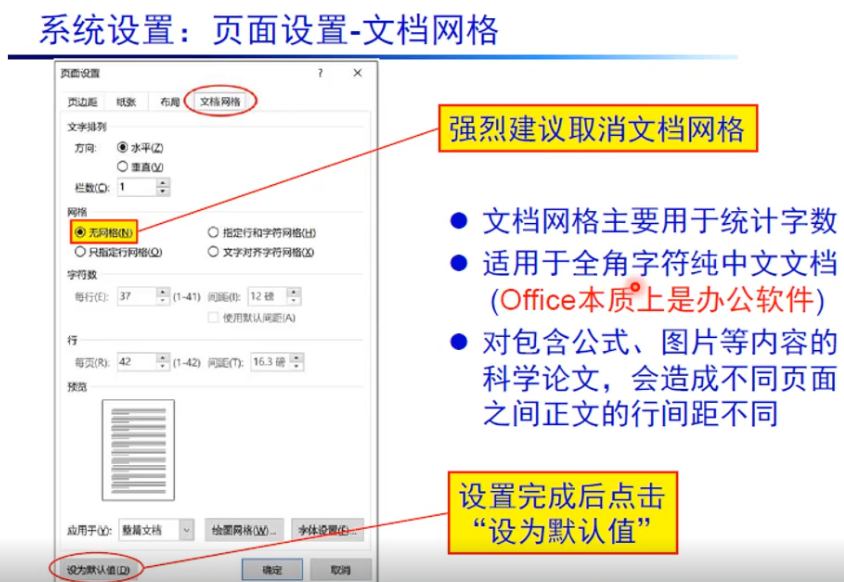 系统设置：页面设置-文档网格
页面设置 ? ×
页边距 纸张 布局 文档网格
文字排列
方向: 水平(Z)
垂直(V)
栏数(C): 1
网格
无网格(N) 指定行和字符网格(H)
只指定行网格(O) 文字对齐字符网格(X)
字符数
每行(E): 37 (1-41) 间距(I): 12 磅
使用默认间距(A)
行
每页(R): 42 (1-42) 间距(T): 16.3 磅
预览
应用于(Y): 整篇文档 绘图网格(W)... 字体设置(F)...
设为默认值(D) 确定 取消
强烈建议取消文档网格
● 文档网格主要用于统计字数
● 适用于全角字符纯中文文档
(Office本质上是办公软件)
● 对包含公式、图片等内容的
科学论文，会造成不同页面
之间正文的行间距不同
设置完成后点击
“设为默认值”